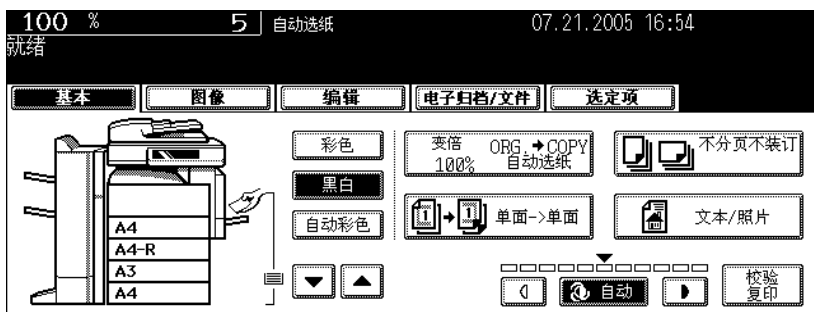 100 % 5 自动选纸 07.21.2005 16:54
就绪
基本 图像 编辑 电子归档/文件 选定项
彩色
黑白
自动彩色
变倍 ORG.→COPY
100% 自动选纸
不分页不装订
1→1 单面->单面
文本/照片
A4
A4-R
A3
A4
自动
校验
复印